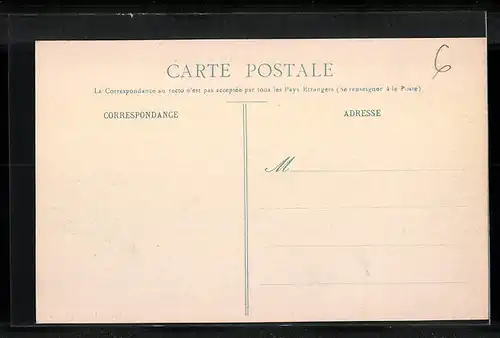 6
CARTE POSTALE
La Correspondance au recto n'est pas acceptée par tous les Pays Etrangers (Se renseigner à la Poste)
CORRESPONDANCE
ADRESSE
M